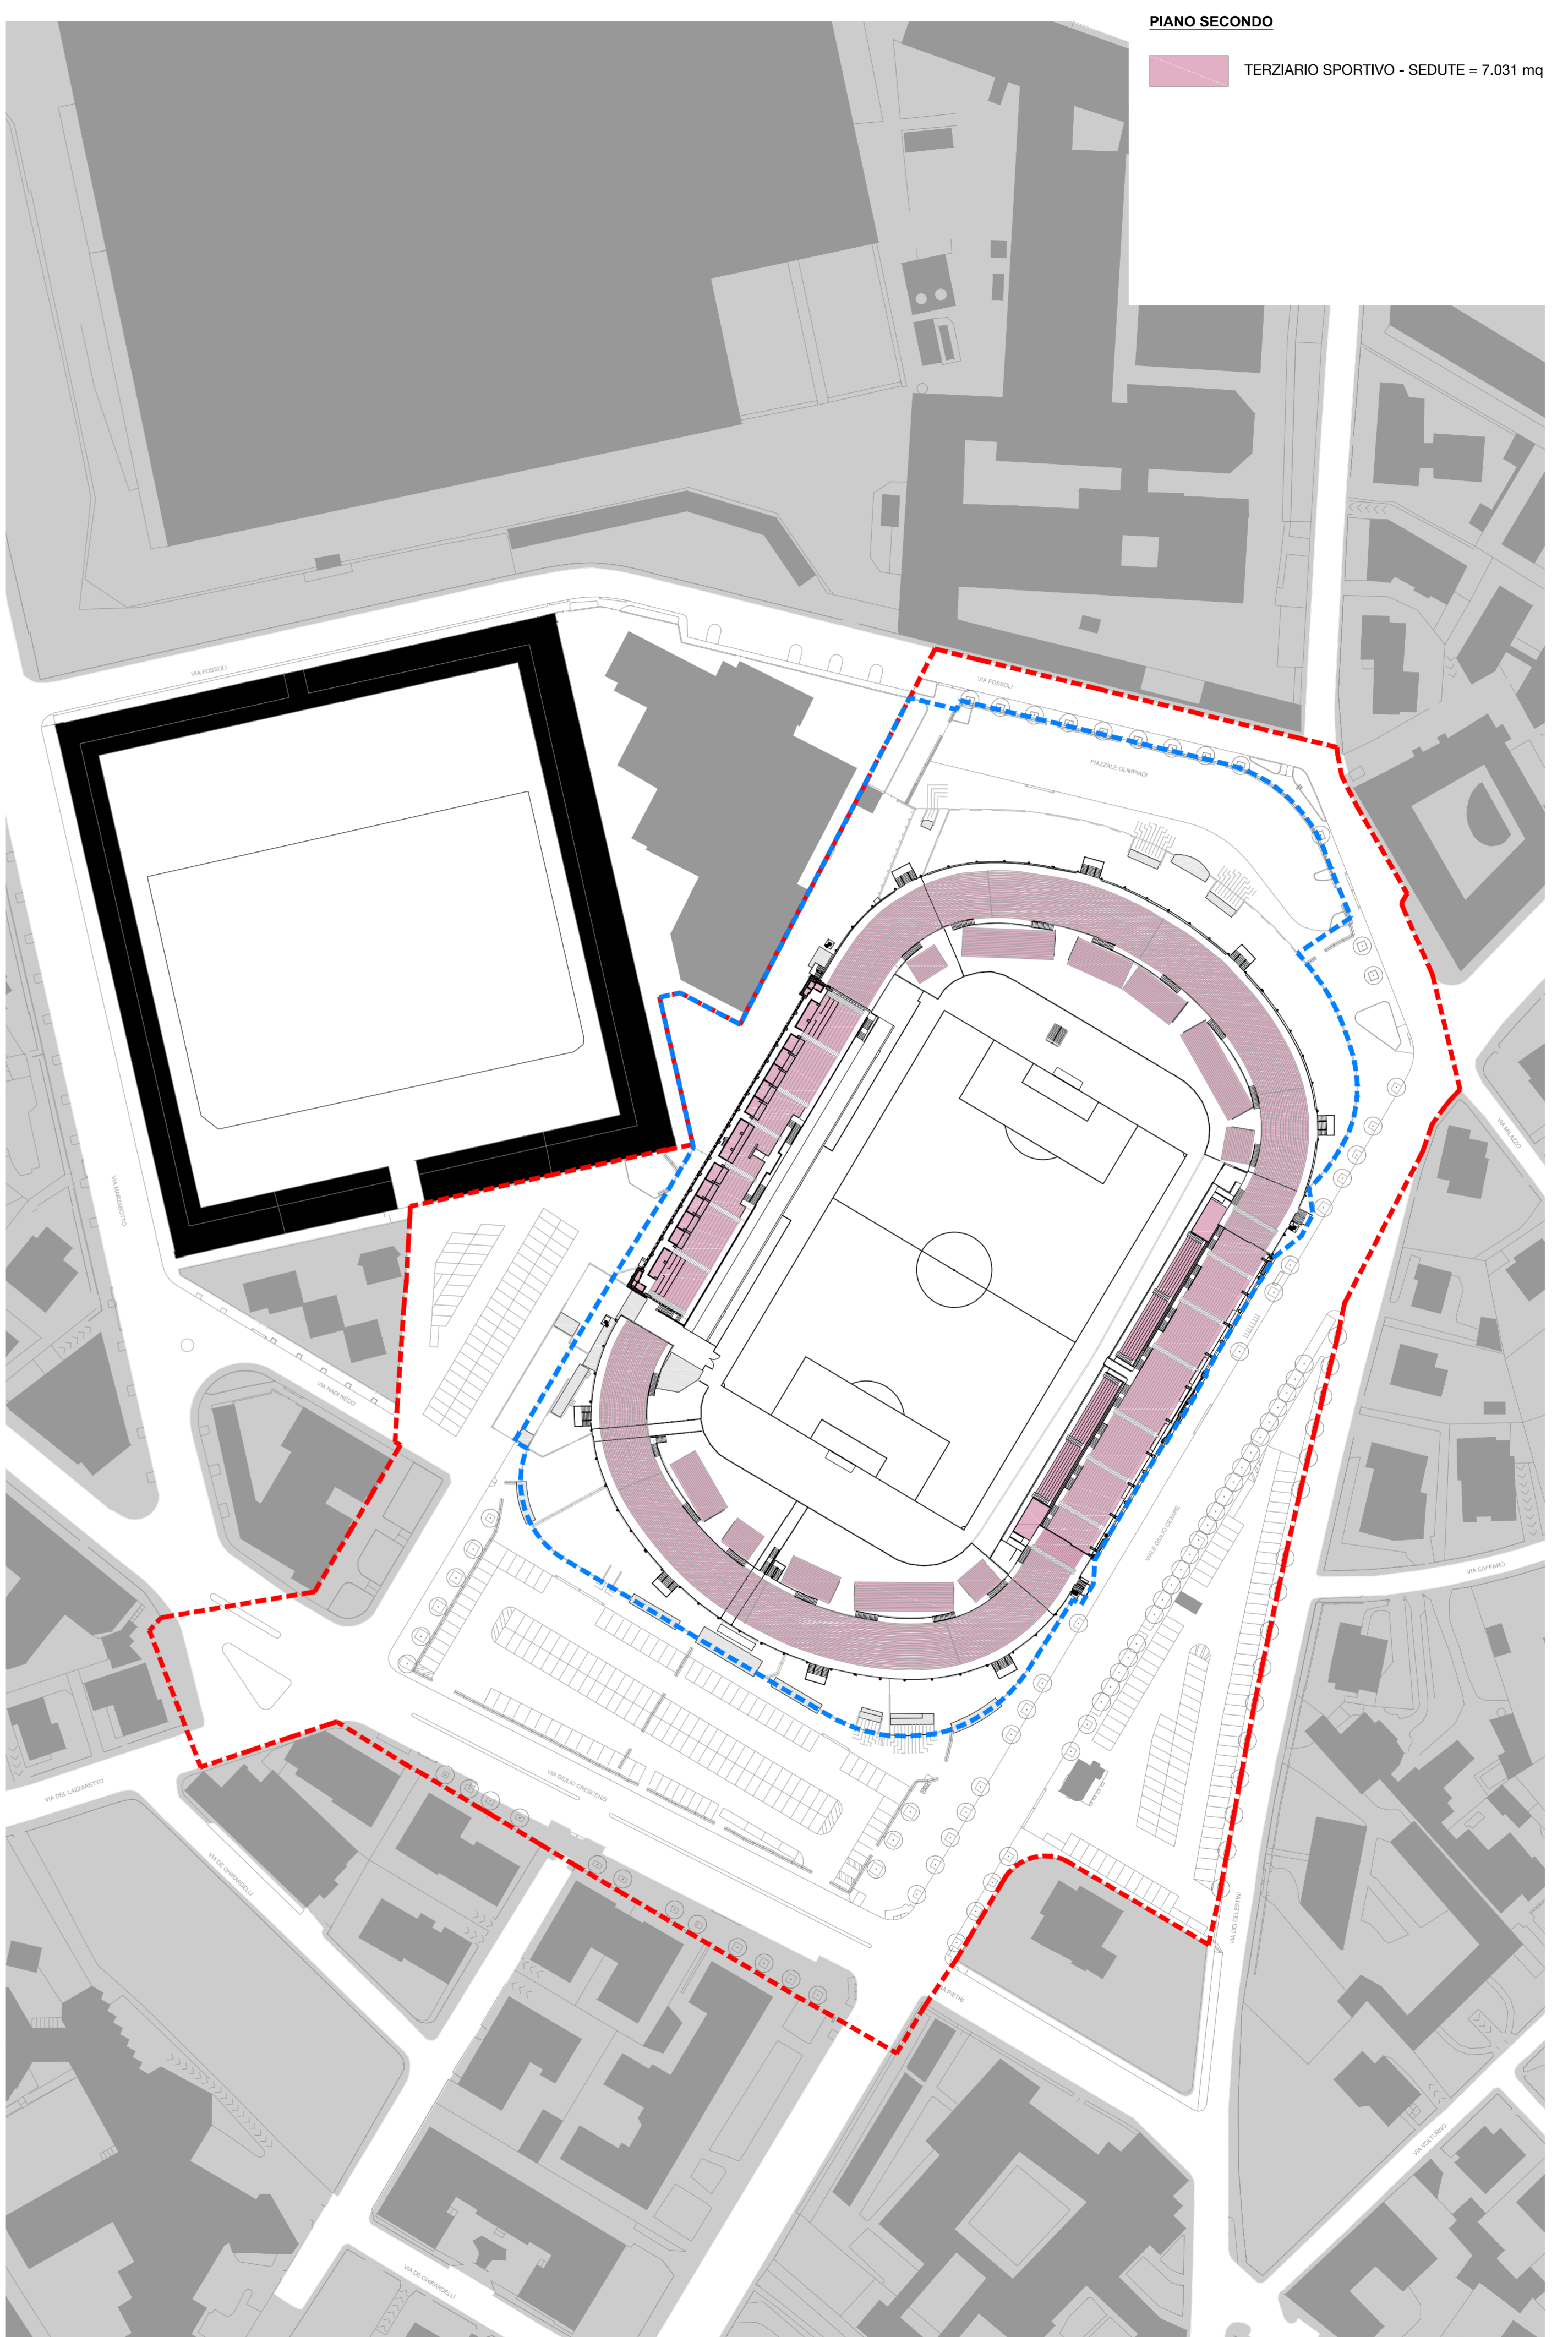 PIANO SECONDO
TERZIARIO SPORTIVO - SEDUTE = 7.031 mq
VIA FOSSOLI
VIA FOSSOLI
PIAZZALE OLIMPIADI
VIA MILAZZO
VIA MARZABOTTO
VIA NADI NEDO
VIALE GIULIO CESARE
VIA CAFFARO
VIA GIULIO CRESCENZI
VIA DEL LAZZARETTO
VIA DE GHIRARDELLI
VIA DEI CELESTINI
VIA PIETRI
VIA VOLTURNO
VIA DE GHIRARDELLI